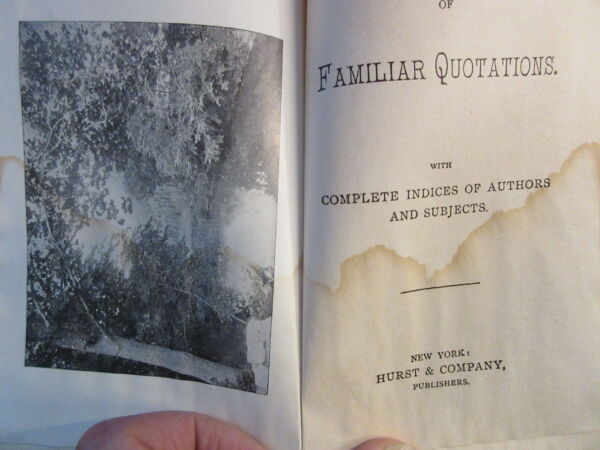 OF
FAMILIAR QUOTATIONS.
WITH
COMPLETE INDICES OF AUTHORS
AND SUBJECTS.
NEW YORK:
HURST & COMPANY,
PUBLISHERS.